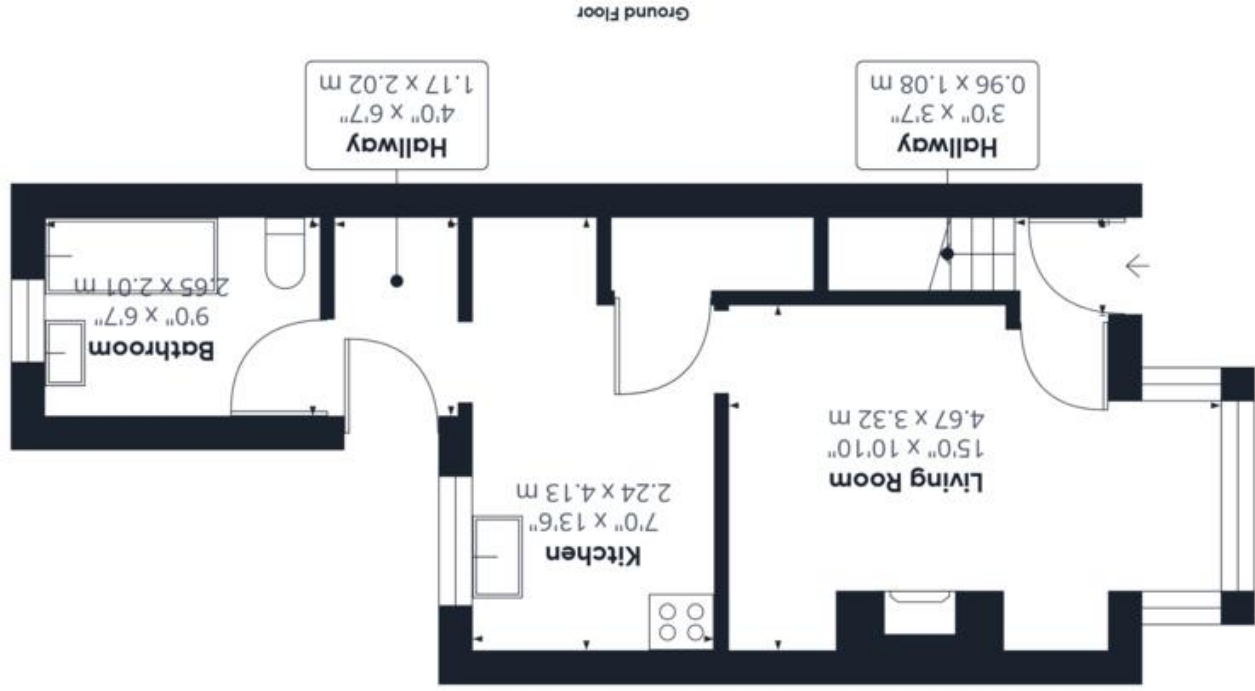 Kitchen
7'0" x 13'6"
2.24 x 4.13 m
Living Room
15'0" x 10'10"
4.67 x 3.32 m
Bathroom
9'0" x 6'7"
2.65 x 2.01 m
Hallway
3'0" x 3'7"
0.96 x 1.08 m
Hallway
4'0" x 6'7"
1.17 x 2.02 m
Ground Floor